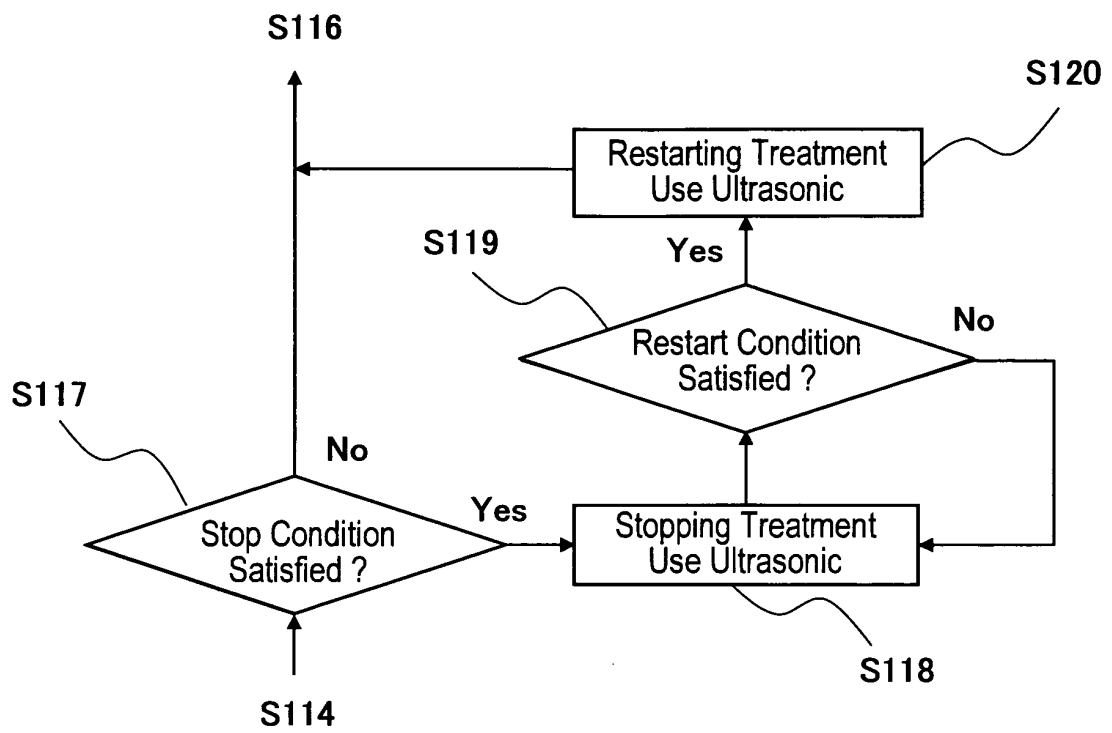 S116
S120
Restarting Treatment
Use Ultrasonic
S119
Yes
Restart Condition
Satisfied ?
No
S117
No
Stop Condition
Satisfied ?
Yes
Stopping Treatment
Use Ultrasonic
S118
S114